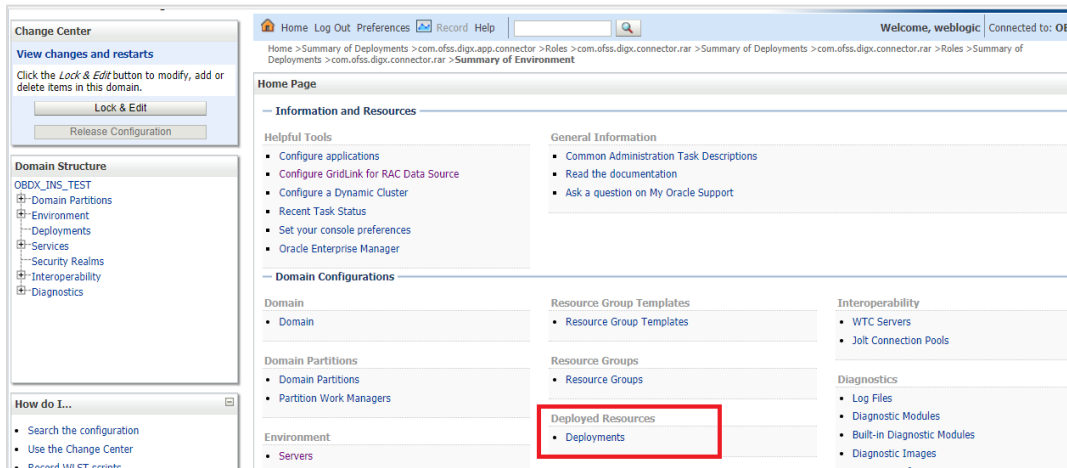 Change Center
View changes and restarts
Click the Lock & Edit button to modify, add or
delete items in this domain.
Lock & Edit
Release Configuration
Domain Structure
OBDX_INS_TEST
Domain Partitions
Environment
Deployments
Services
Security Realms
Interoperability
Diagnostics
How do I...
Search the configuration
Use the Change Center
Record WLST scripts
Home Log Out Preferences Record Help
Welcome, weblogic Connected to: OB
Home >Summary of Deployments >com.ofss.digx.app.connector >Roles >com.ofss.digx.connector.rar >Summary of Deployments >com.ofss.digx.connector.rar >Roles >Summary of
Deployments >com.ofss.digx.connector.rar >Summary of Environment
Home Page
Information and Resources
Helpful Tools
Configure applications
Configure GridLink for RAC Data Source
Configure a Dynamic Cluster
Recent Task Status
Set your console preferences
Oracle Enterprise Manager
General Information
Common Administration Task Descriptions
Read the documentation
Ask a question on My Oracle Support
Domain Configurations
Domain
Domain
Domain Partitions
Domain Partitions
Partition Work Managers
Environment
Servers
Resource Group Templates
Resource Group Templates
Resource Groups
Resource Groups
Deployed Resources
Deployments
Interoperability
WTC Servers
Jolt Connection Pools
Diagnostics
Log Files
Diagnostic Modules
Built-in Diagnostic Modules
Diagnostic Images